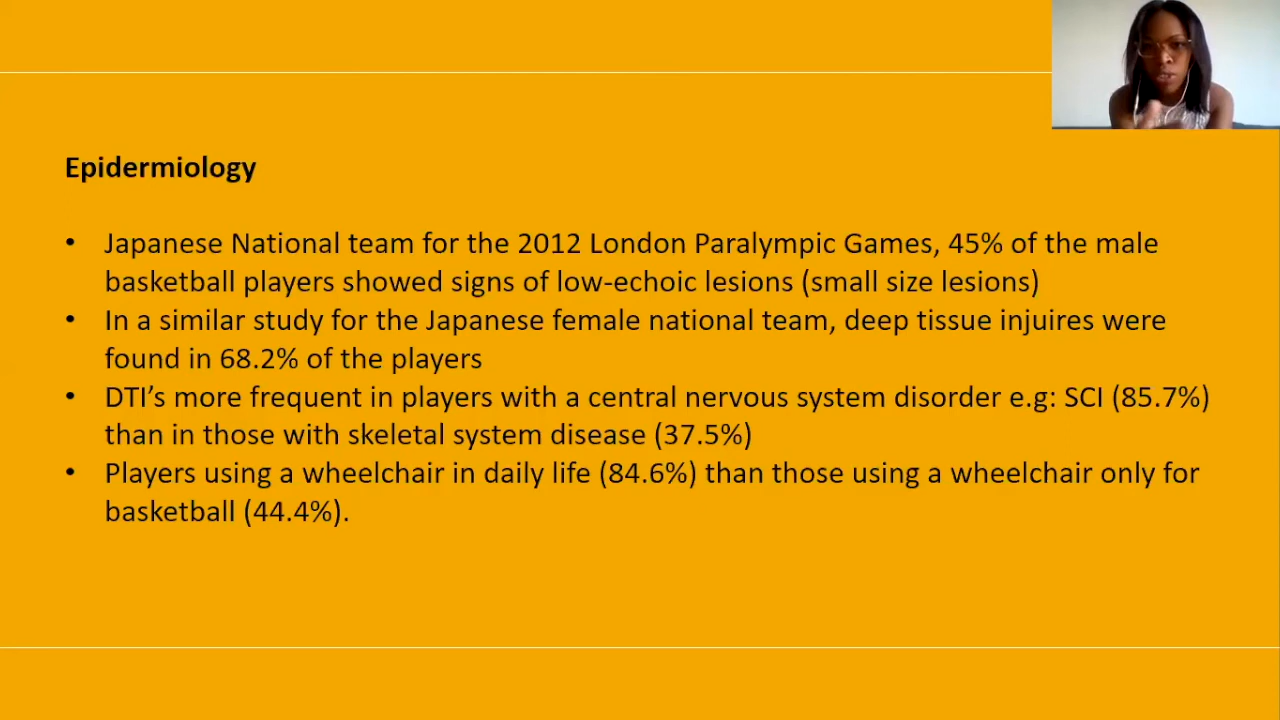 Epidermiology
• Japanese National team for the 2012 London Paralympic Games, 45% of the male
basketball players showed signs of low-echoic lesions (small size lesions)
• In a similar study for the Japanese female national team, deep tissue injuires were
found in 68.2% of the players
• DTI’s more frequent in players with a central nervous system disorder e.g: SCI (85.7%)
than in those with skeletal system disease (37.5%)
• Players using a wheelchair in daily life (84.6%) than those using a wheelchair only for
basketball (44.4%).